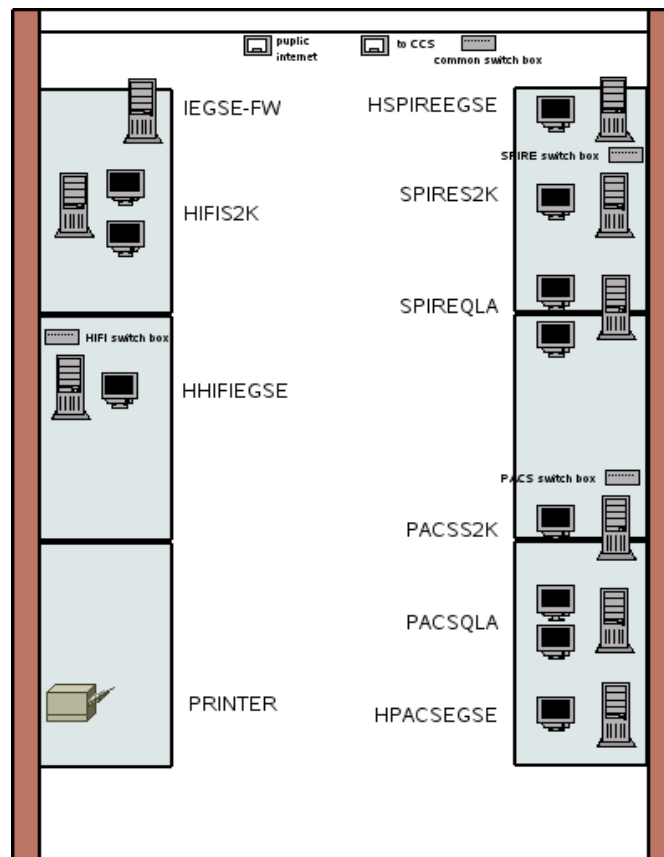 puplic
internet
to CCS
common switch box
IEGSE-FW
HSPIREEGSE
SPIRE switch box
SPIRES2K
HIFIS2K
SPIREQLA
HIFI switch box
HHIFIEGSE
PACS switch box
PACSS2K
PACSQLA
PRINTER
HPACSEGSE